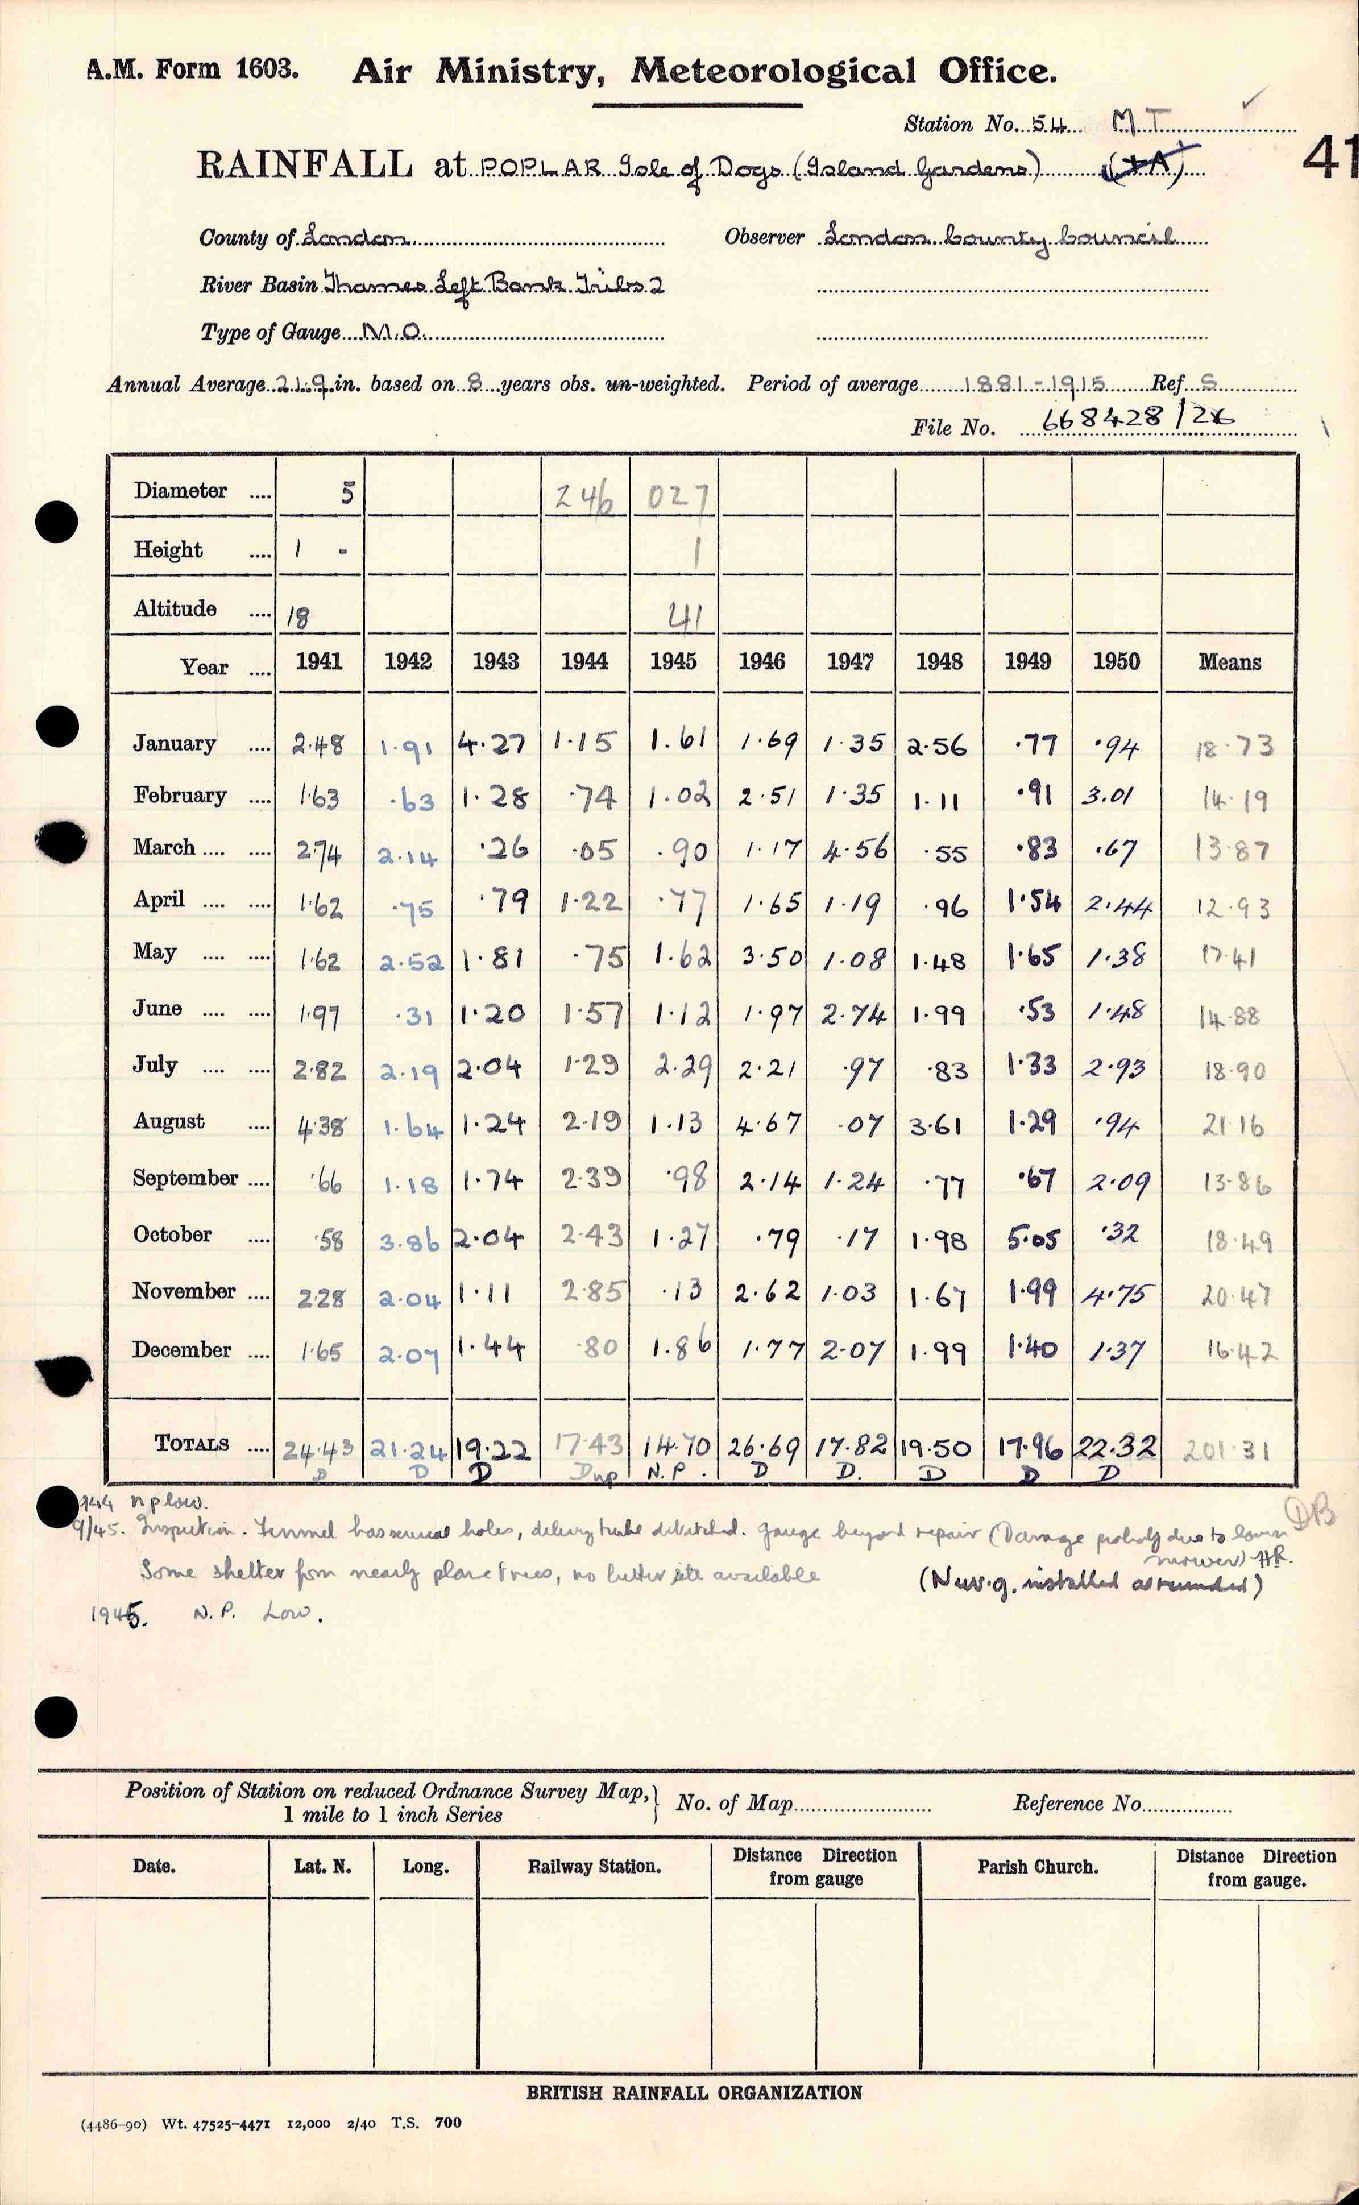 A.M. Form 1603. Air Ministry, Meteorological Office.
Station No. 54 MT
RAINFALL at POPLAR Isle of Dogs (Island Gardens) 41
County of London Observer London County Council
River Basin Thames Left Bank Tribs 2
Type of Gauge M.O.
Annual Average 21.9 in. based on 8 years obs. un-weighted. Period of average 1881-1915 Ref S
File No. 668428/26
Diameter .... 5 246 027
Height .... 1 - 1
Altitude .... 18 41
Year .... 1941 1942 1943 1944 1945 1946 1947 1948 1949 1950 Means
January .... 2.48 1.91 4.27 1.15 1.61 1.69 1.35 2.56 .77 .94 18.73
February .... 1.63 .63 1.28 .74 1.02 2.51 1.35 1.11 .91 3.01 14.19
March .... .... 2.74 2.14 .26 .05 .90 1.17 4.56 .55 .83 .67 13.87
April .... .... 1.62 .75 .79 1.22 .77 1.65 1.19 .96 1.54 2.44 12.93
May .... .... 1.62 2.52 1.81 .75 1.62 3.50 1.08 1.48 1.65 1.38 17.41
June .... .... 1.97 .31 1.20 1.57 1.12 1.97 2.74 1.99 .53 1.48 14.88
July .... .... 2.82 2.19 2.04 1.29 2.29 2.21 .97 .83 1.33 2.93 18.90
August .... 4.38 1.64 1.24 2.19 1.13 4.67 .07 3.61 1.29 .94 21.16
September .... .66 1.18 1.74 2.39 .98 2.14 1.24 .77 .67 2.09 13.86
October .... .58 3.86 2.04 2.43 1.27 .79 .17 1.98 5.05 .32 18.49
November .... 2.28 2.04 1.11 2.85 .13 2.62 1.03 1.67 1.99 4.75 20.47
December .... 1.65 2.07 1.44 .80 1.86 1.77 2.07 1.99 1.40 1.37 16.42
TOTALS .... 24.43 21.24 19.22 17.43 14.70 26.69 17.82 19.50 17.96 22.32 201.31
D D D Dnp N.P. D D. D D D
n p low. DB
9/45. Inspection. Funnel has several holes, delivery tube detached. Gauge beyond repair (Damage probably due to lawn
mower)
Some shelter from nearby plane trees, no better site available (New g. installed as rounded)
1945. N.P. Low.
Position of Station on reduced Ordnance Survey Map, 1 mile to 1 inch Series } No. of Map Reference No.
Date. Lat. N. Long. Railway Station. Distance Direction from gauge Parish Church. Distance Direction from gauge.
BRITISH RAINFALL ORGANIZATION
(4486-90) Wt. 47525-4471 12,000 2/40 T.S. 700